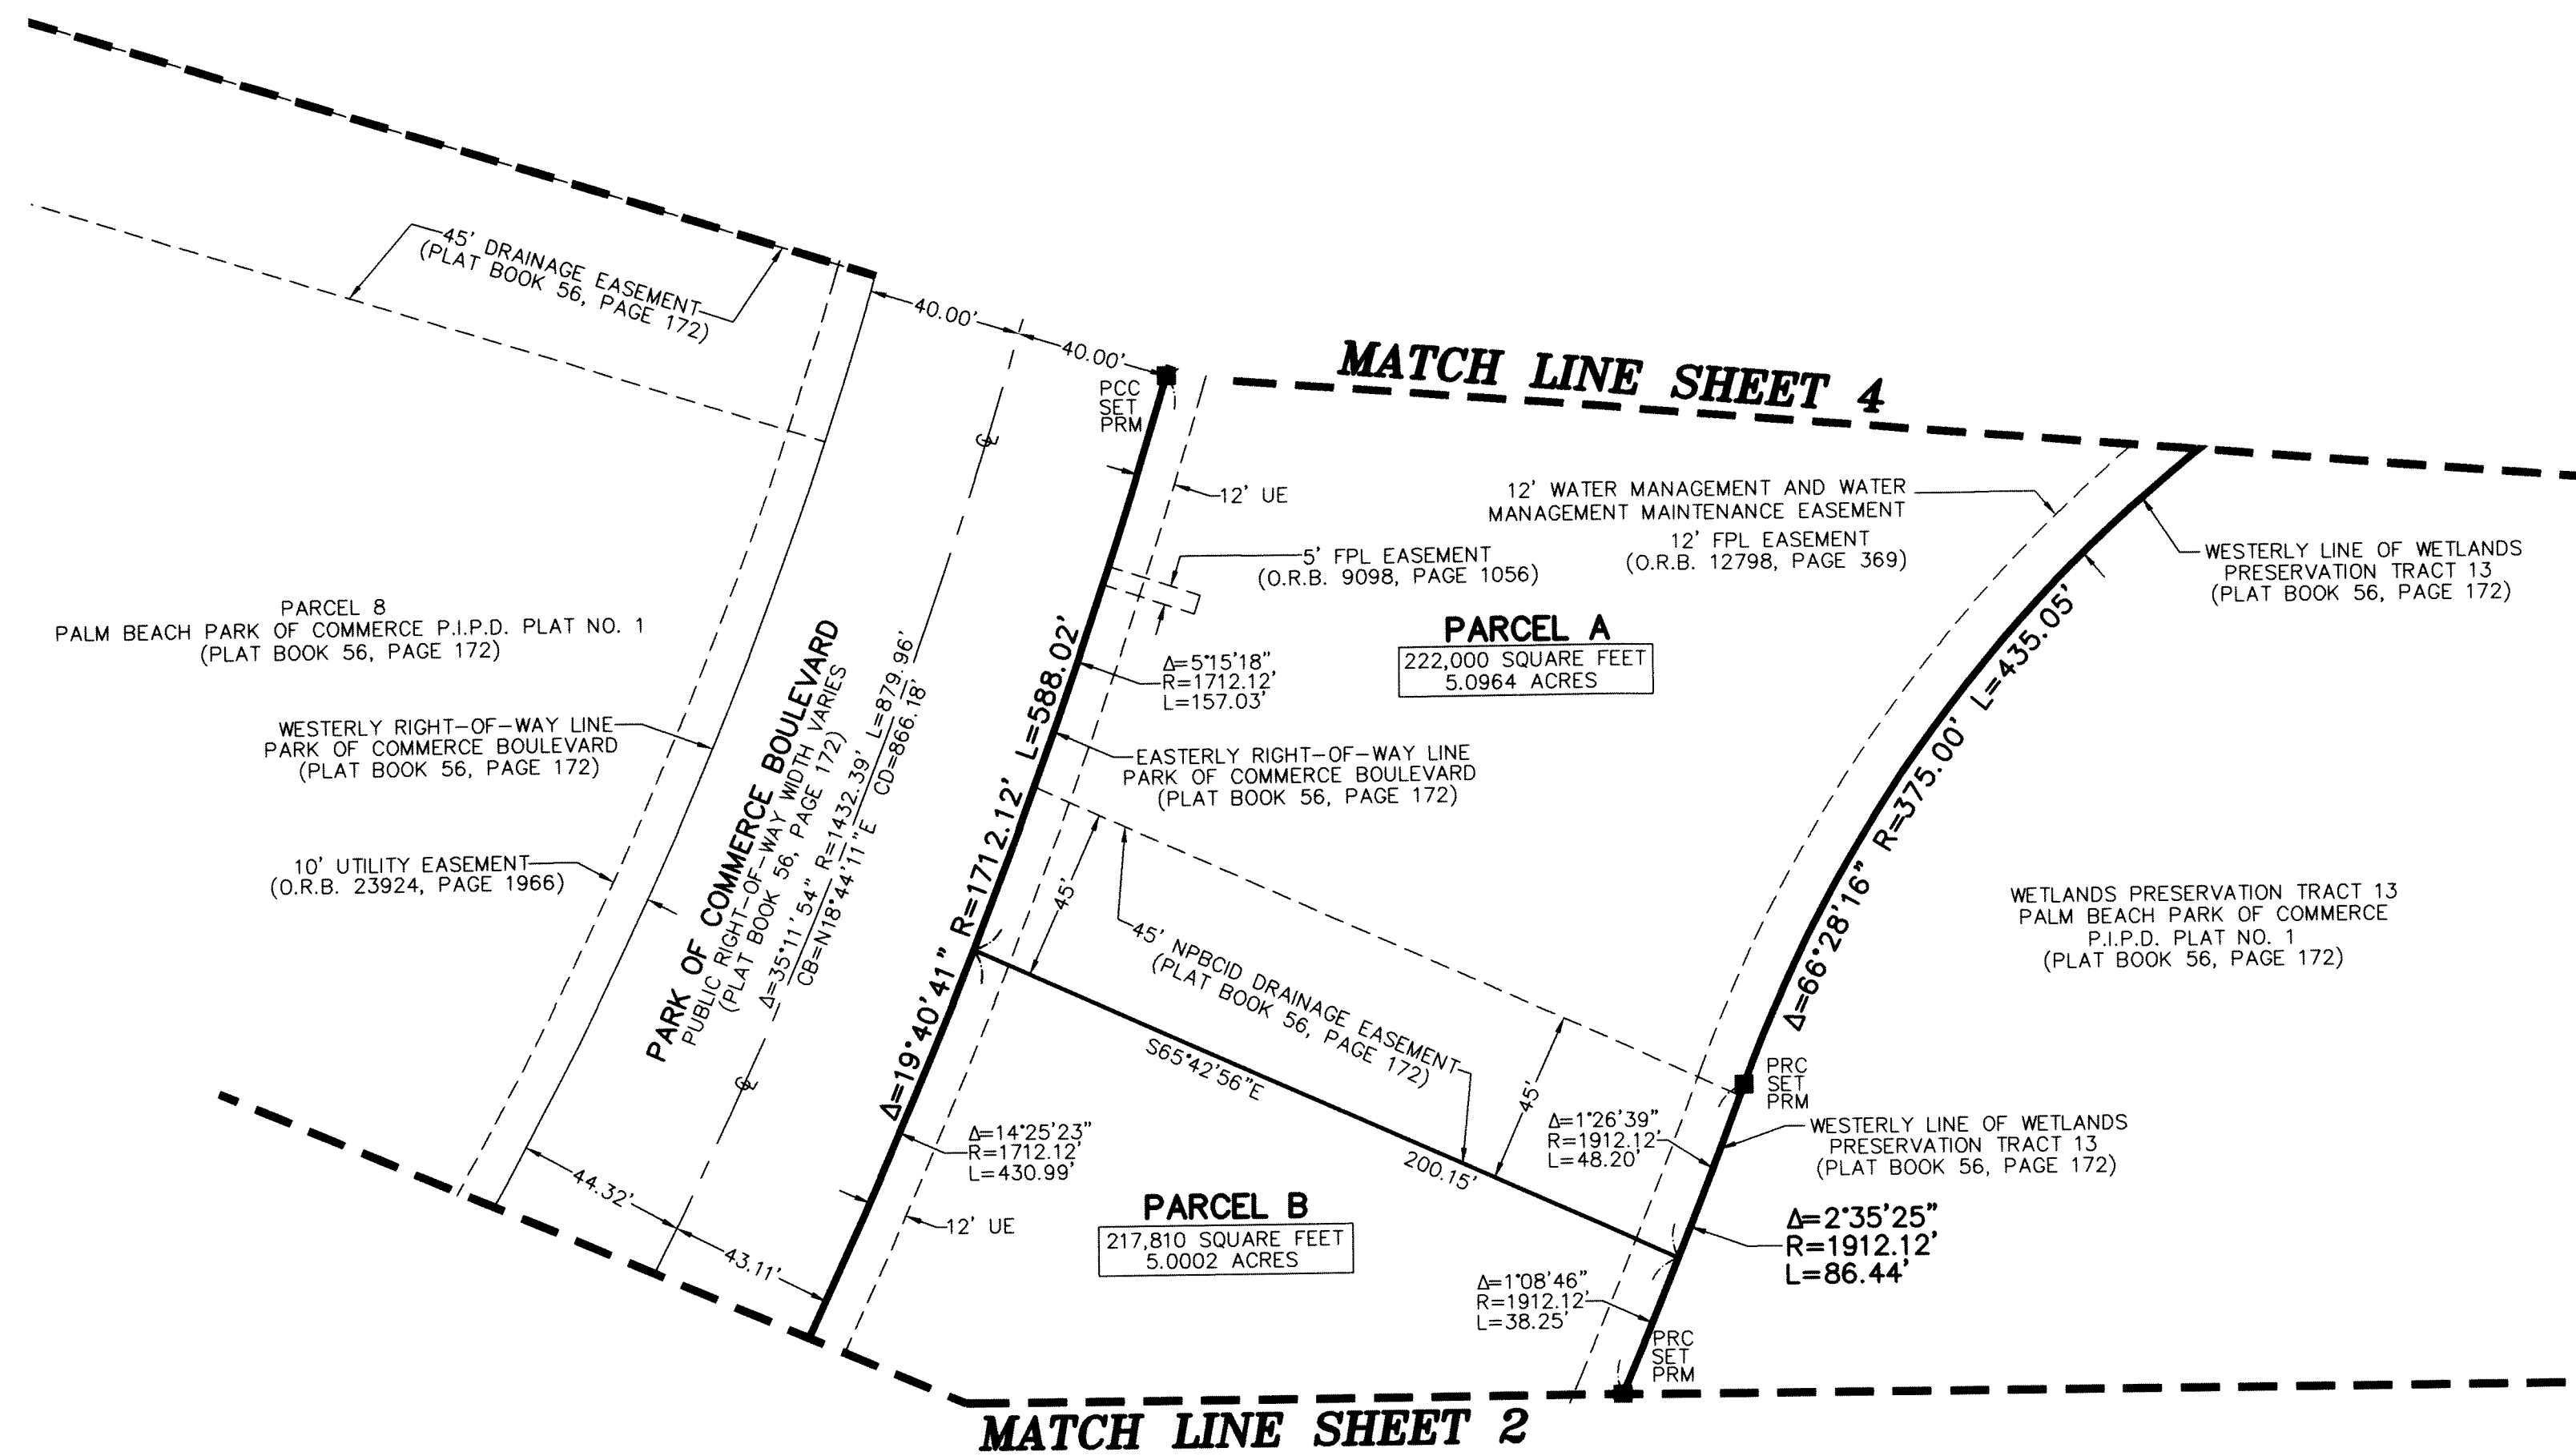 45' DRAINAGE EASEMENT
(PLAT BOOK 56, PAGE 172)
40.00'
40.00'
MATCH LINE SHEET 4
PCC
SET
PRM
12' UE
12' WATER MANAGEMENT AND WATER
MANAGEMENT MAINTENANCE EASEMENT
12' FPL EASEMENT
(O.R.B. 12798, PAGE 369)
5' FPL EASEMENT
(O.R.B. 9098, PAGE 1056)
WESTERLY LINE OF WETLANDS
PRESERVATION TRACT 13
(PLAT BOOK 56, PAGE 172)
PARCEL 8
PALM BEACH PARK OF COMMERCE P.I.P.D. PLAT NO. 1
(PLAT BOOK 56, PAGE 172)
PARCEL A
222,000 SQUARE FEET
5.0964 ACRES
Δ=5°15'18"
R=1712.12'
L=157.03'
WESTERLY RIGHT-OF-WAY LINE
PARK OF COMMERCE BOULEVARD
(PLAT BOOK 56, PAGE 172)
EASTERLY RIGHT-OF-WAY LINE
PARK OF COMMERCE BOULEVARD
(PLAT BOOK 56, PAGE 172)
10' UTILITY EASEMENT
(O.R.B. 23924, PAGE 1966)
PARK OF COMMERCE BOULEVARD
PUBLIC RIGHT-OF-WAY WIDTH VARIES
(PLAT BOOK 56, PAGE 172)
Δ=35°11'54" R=1432.39' L=879.96'
CB=N18°44'11"E CD=866.18'
Δ=19°40'41" R=1712.12' L=588.02'
Δ=66°28'16" R=375.00' L=435.05'
WETLANDS PRESERVATION TRACT 13
PALM BEACH PARK OF COMMERCE
P.I.P.D. PLAT NO. 1
(PLAT BOOK 56, PAGE 172)
45'
45' NPBCID DRAINAGE EASEMENT
(PLAT BOOK 56, PAGE 172)
45'
S65°42'56"E
200.15'
PRC
SET
PRM
Δ=1°26'39"
R=1912.12'
L=48.20'
WESTERLY LINE OF WETLANDS
PRESERVATION TRACT 13
(PLAT BOOK 56, PAGE 172)
Δ=14°25'23"
R=1712.12'
L=430.99'
44.32'
43.11'
12' UE
PARCEL B
217,810 SQUARE FEET
5.0002 ACRES
Δ=2°35'25"
R=1912.12'
L=86.44'
Δ=1°08'46"
R=1912.12'
L=38.25'
PRC
SET
PRM
MATCH LINE SHEET 2